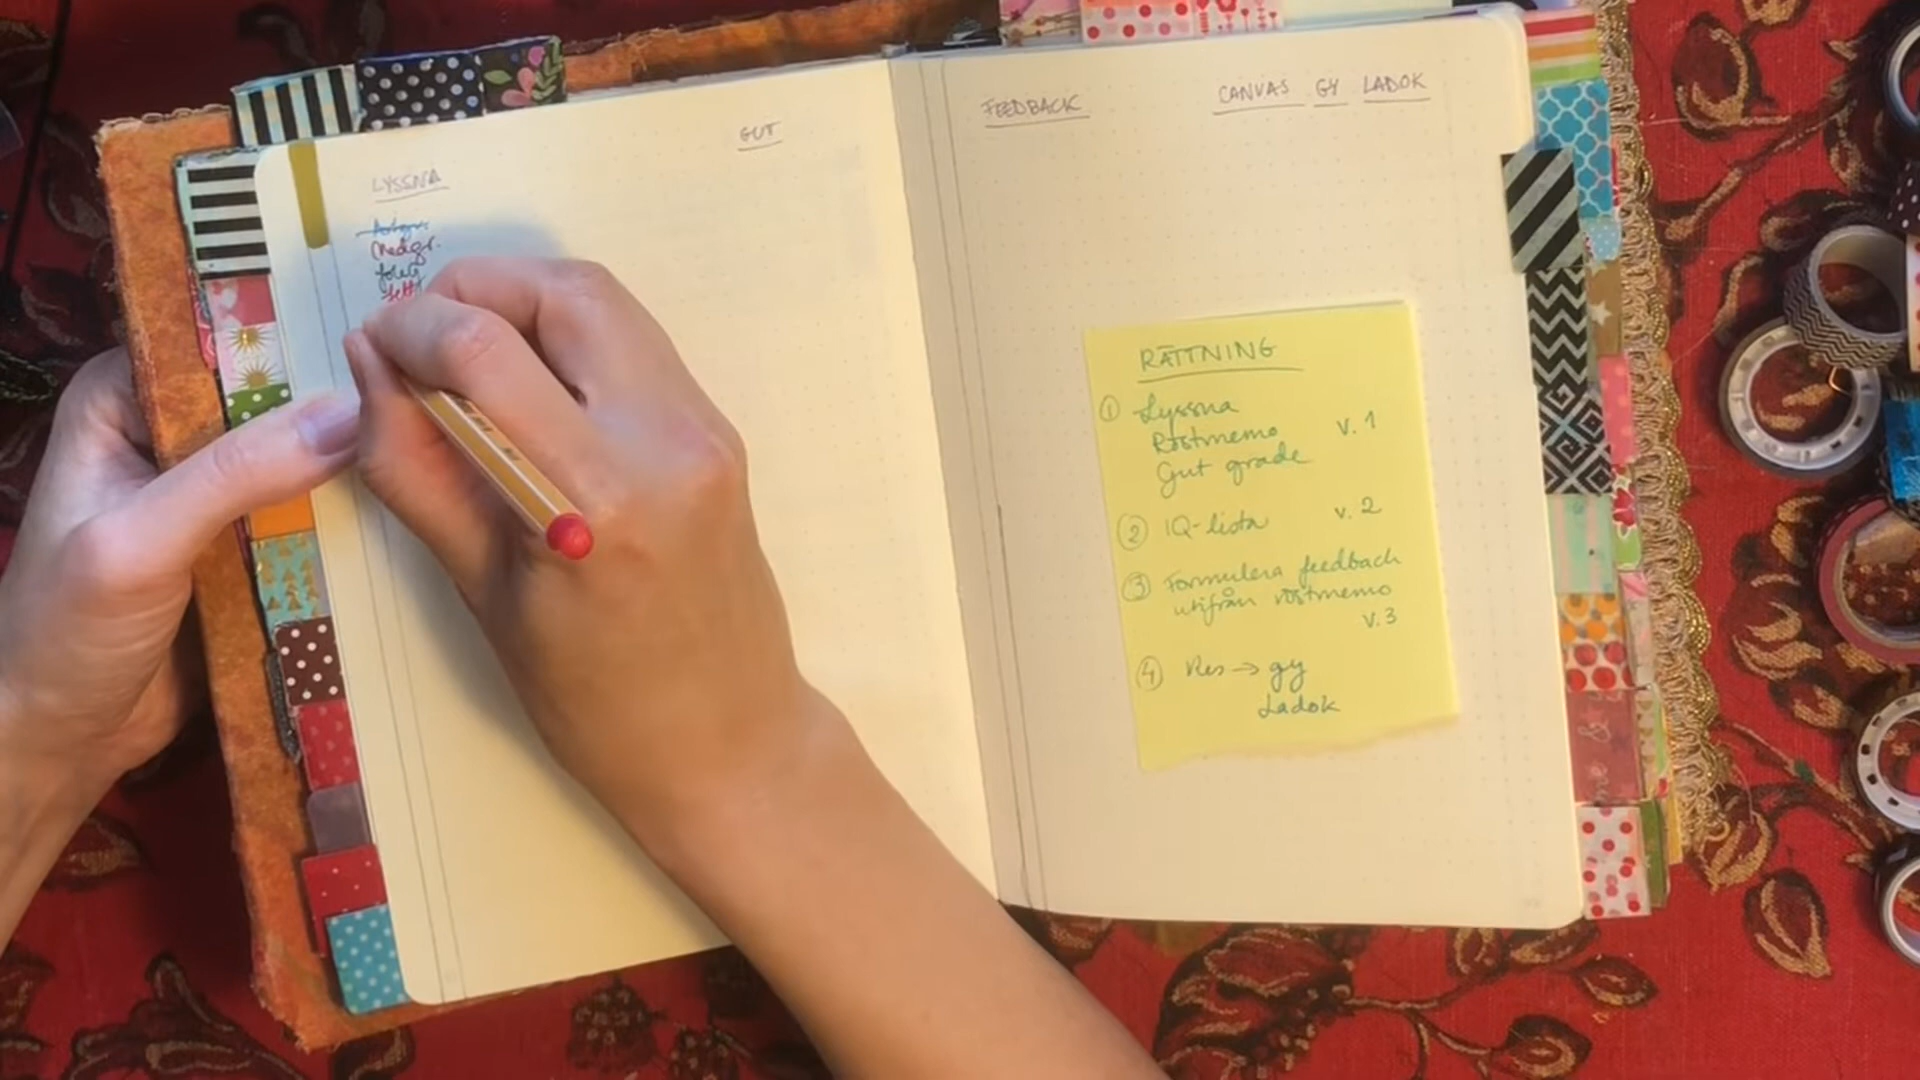 LYSSNA
GUT
FEEDBACK
CANVAS GY LADOK
RÄTTNING
① Lyssna
Röstmemo v. 1
Gut grade
② IQ-lista v. 2
③ Formulera feedback
utifrån röstmemo
v.3
④ Res → gy
Ladok